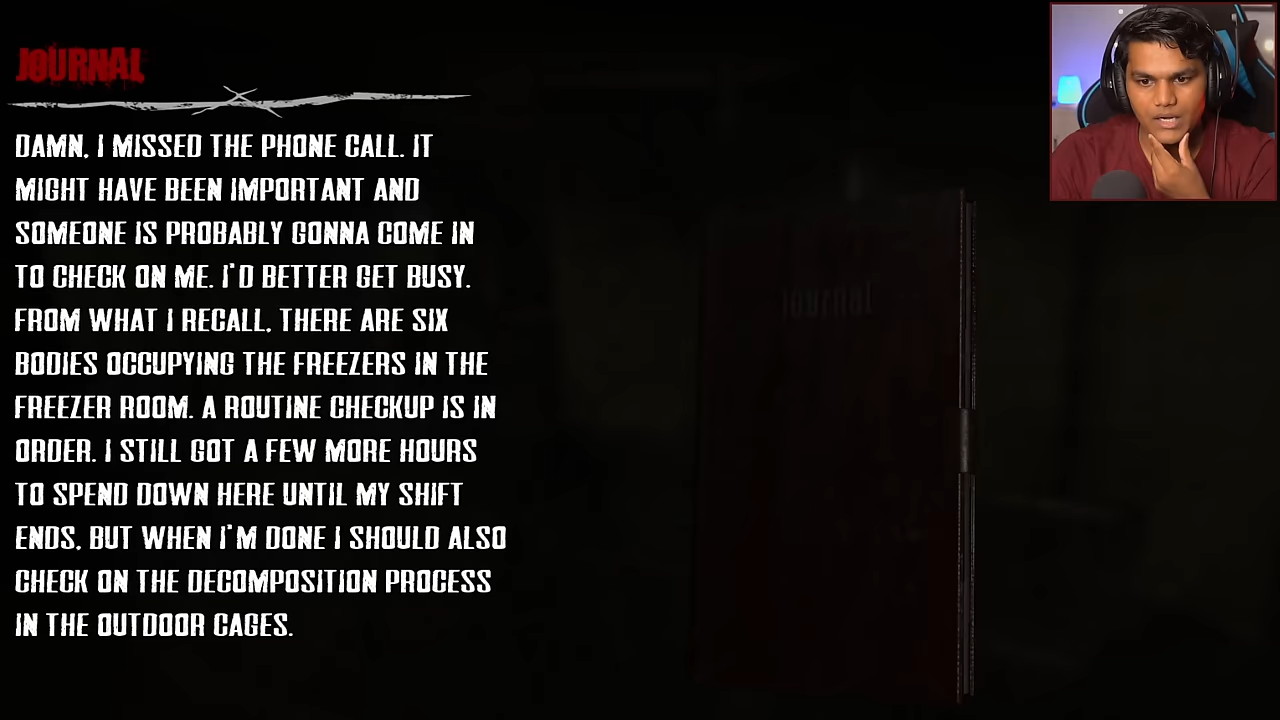 JOURNAL
DAMN, I MISSED THE PHONE CALL. IT
MIGHT HAVE BEEN IMPORTANT AND
SOMEONE IS PROBABLY GONNA COME IN
TO CHECK ON ME. I'D BETTER GET BUSY.
FROM WHAT I RECALL, THERE ARE SIX
BODIES OCCUPYING THE FREEZERS IN THE
FREEZER ROOM. A ROUTINE CHECKUP IS IN
ORDER. I STILL GOT A FEW MORE HOURS
TO SPEND DOWN HERE UNTIL MY SHIFT
ENDS, BUT WHEN I'M DONE I SHOULD ALSO
CHECK ON THE DECOMPOSITION PROCESS
IN THE OUTDOOR CAGES.
Journal